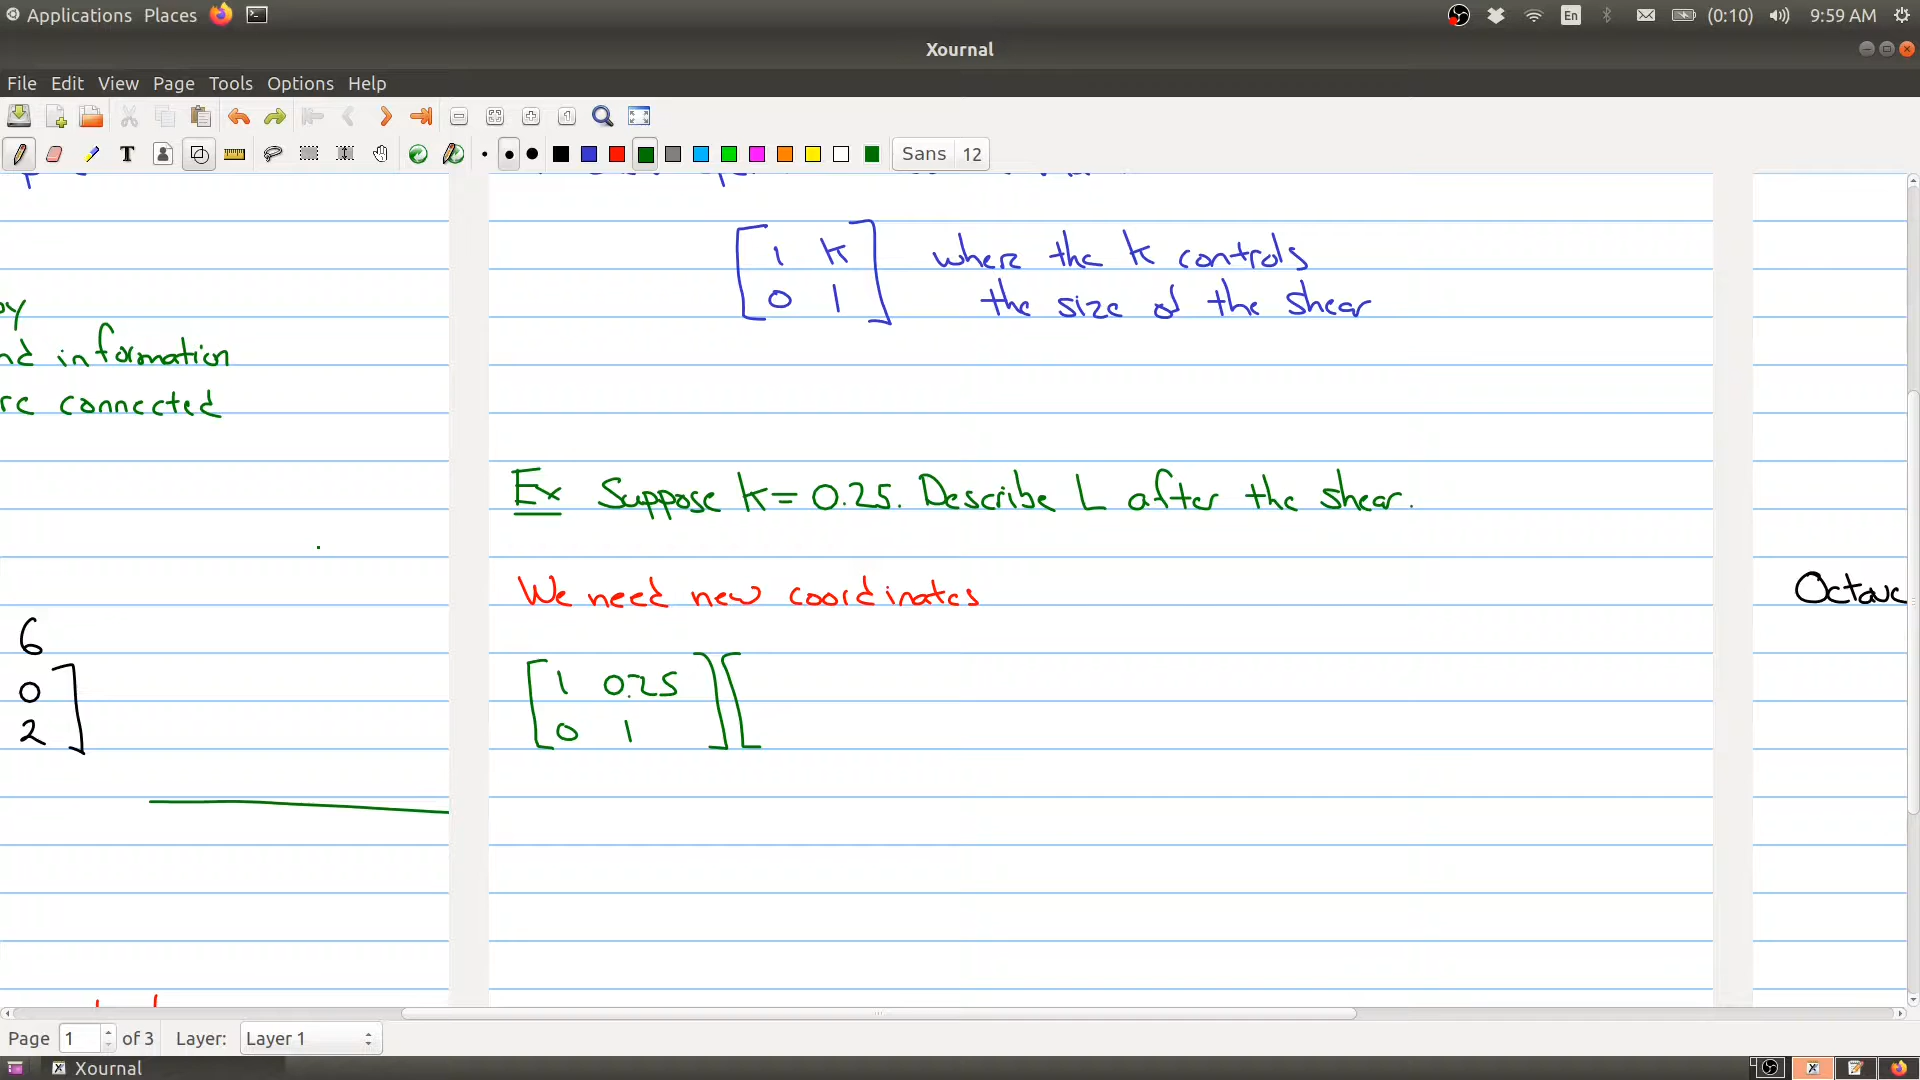 Applications Places En (0:10) 9:59 AM
Xournal
File Edit View Page Tools Options Help
Sans 12
[1 k
0 1] where the k controls
the size of the shear
nd information
re connected
Ex Suppose k = 0.25. Describe L after the shear.
We need new coordinates
Octave
6
0
2]
[1 0.25
0 1][
Page 1 of 3 Layer: Layer 1
Xournal